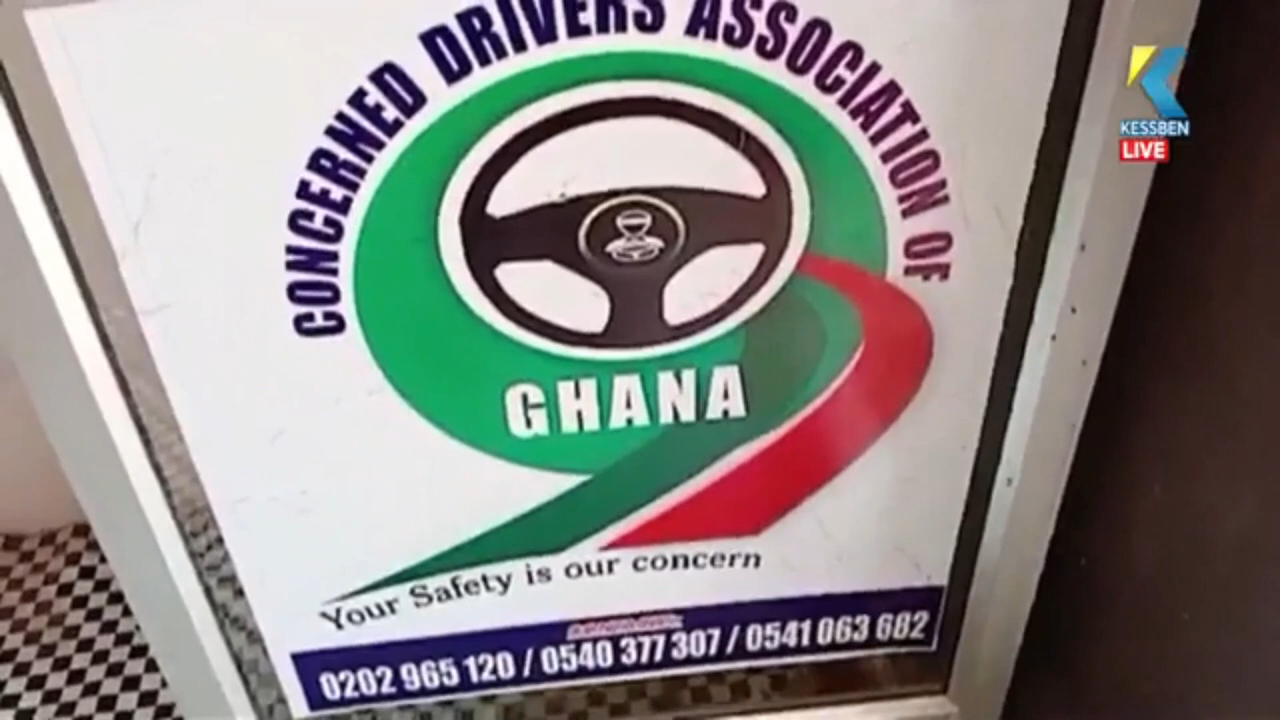 CONCERNED DRIVERS ASSOCIATION OF
GHANA
Your Safety is our concern
0202 965 120 / 0540 377 307 / 0541 063 682
KESSBEN
LIVE